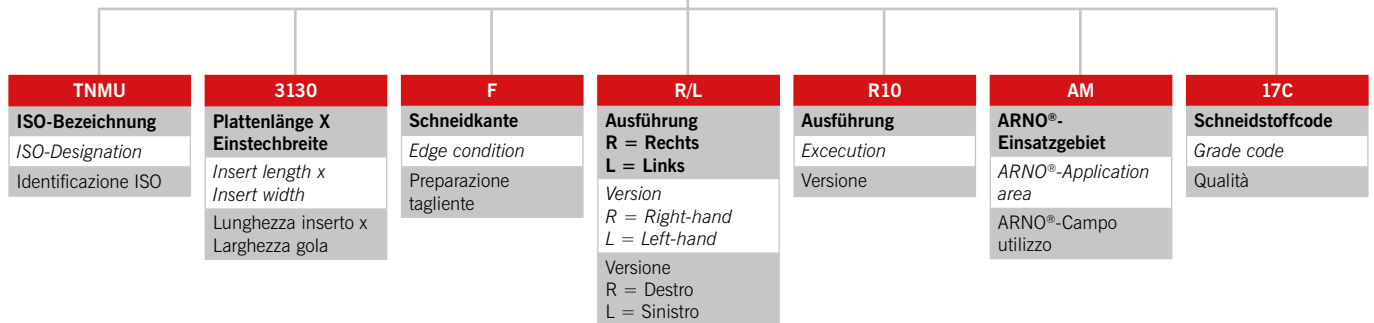 TNMU
ISO-Bezeichnung
ISO-Designation
Identificazione ISO
3130
Plattenlänge X
Einstechbreite
Insert length x
Insert width
Lunghezza inserto x
Larghezza gola
F
Schneidkante
Edge condition
Preparazione
tagliente
R/L
Ausführung
R = Rechts
L = Links
Version
R = Right-hand
L = Left-hand
Versione
R = Destro
L = Sinistro
R10
Ausführung
Excecution
Versione
AM
ARNO®-
Einsatzgebiet
ARNO®-Application
area
ARNO®-Campo
utilizzo
17C
Schneidstoffcode
Grade code
Qualità